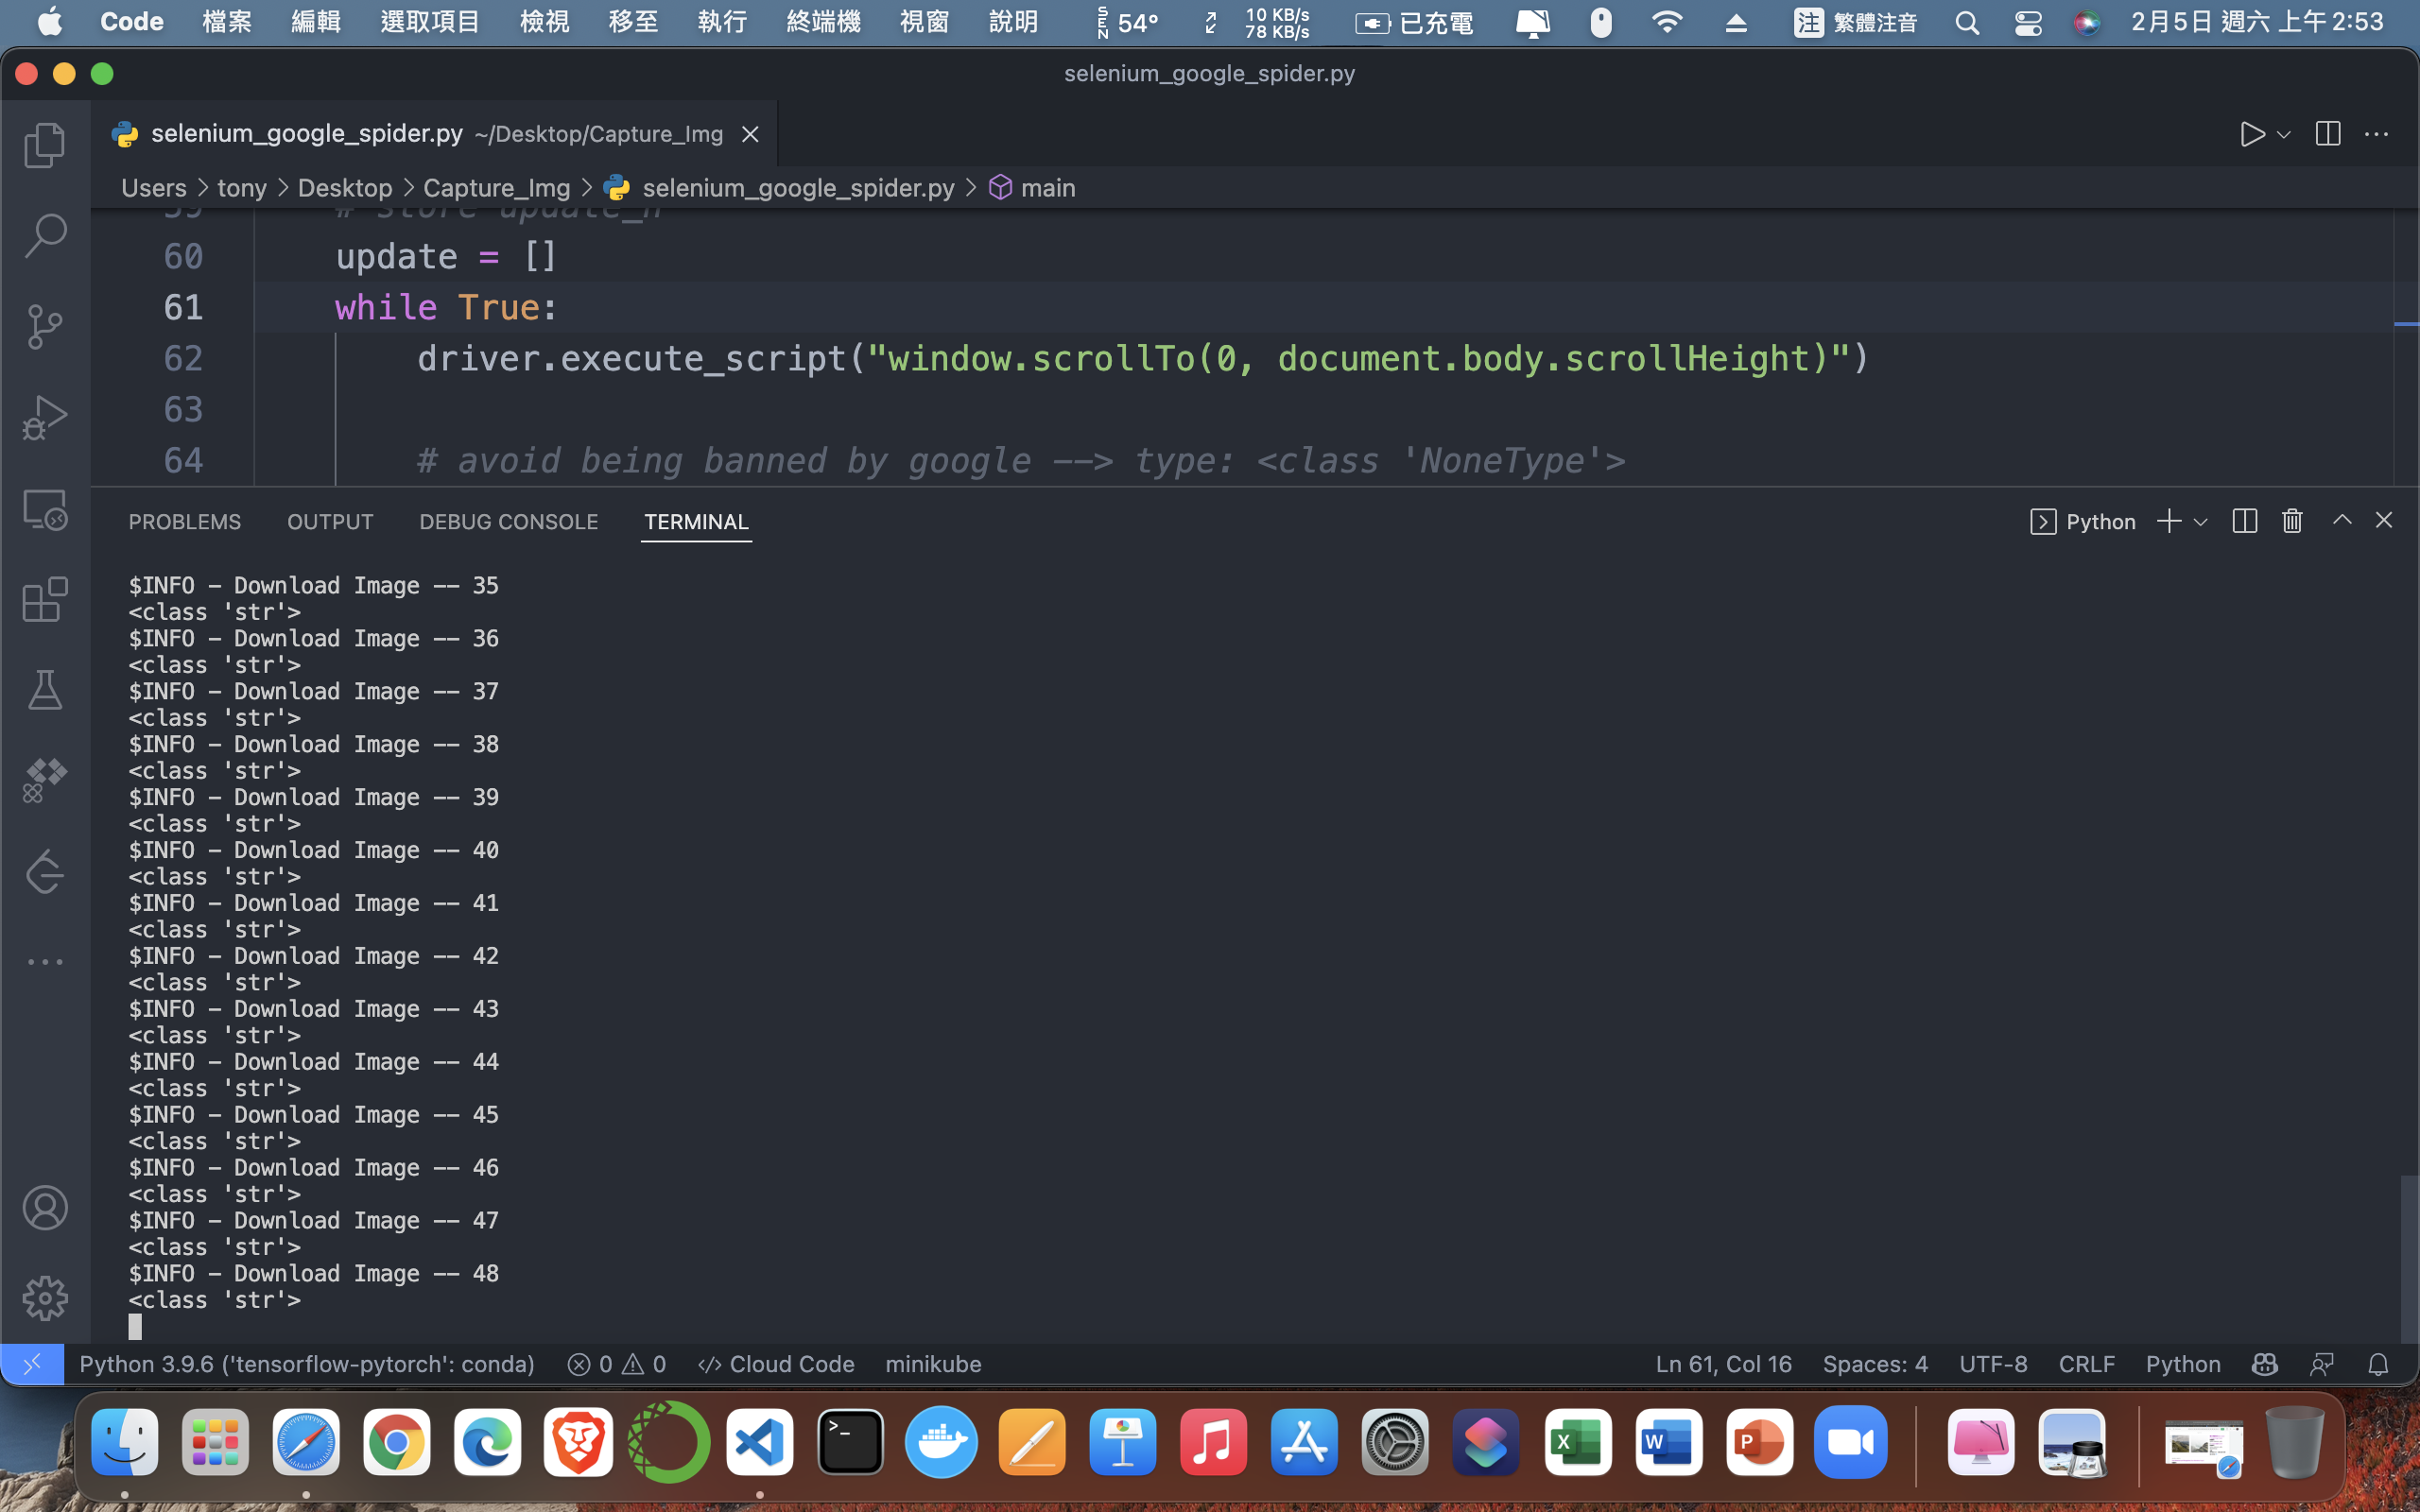 Code 檔案 編輯 選取項目 檢視 移至 執行 終端機 視窗 說明 SEN 54° 10 KB/s 78 KB/s 已充電 注 繁體注音 2月5日 週六 上午 2:53
selenium_google_spider.py
selenium_google_spider.py ~/Desktop/Capture_Img
Users > tony > Desktop > Capture_Img > selenium_google_spider.py > main
59 # store update_n
60 update = []
61 while True:
62 driver.execute_script("window.scrollTo(0, document.body.scrollHeight)")
63
64 # avoid being banned by google --> type: <class 'NoneType'>
PROBLEMS OUTPUT DEBUG CONSOLE TERMINAL Python
$INFO - Download Image -- 35
<class 'str'>
$INFO - Download Image -- 36
<class 'str'>
$INFO - Download Image -- 37
<class 'str'>
$INFO - Download Image -- 38
<class 'str'>
$INFO - Download Image -- 39
<class 'str'>
$INFO - Download Image -- 40
<class 'str'>
$INFO - Download Image -- 41
<class 'str'>
$INFO - Download Image -- 42
<class 'str'>
$INFO - Download Image -- 43
<class 'str'>
$INFO - Download Image -- 44
<class 'str'>
$INFO - Download Image -- 45
<class 'str'>
$INFO - Download Image -- 46
<class 'str'>
$INFO - Download Image -- 47
<class 'str'>
$INFO - Download Image -- 48
<class 'str'>
Python 3.9.6 ('tensorflow-pytorch': conda) 0 0 Cloud Code minikube Ln 61, Col 16 Spaces: 4 UTF-8 CRLF Python